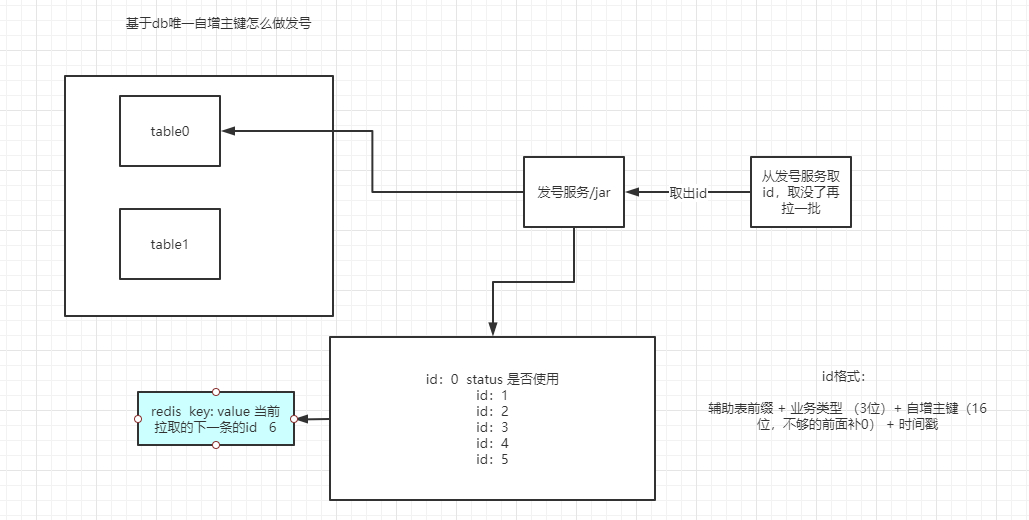 基于db唯一自增主键怎么做发号
table0
从发号服务取
id，取没了再
拉一批
发号服务/jar
取出id
table1
id：0  status 是否使用
id：1
id：2
id：3
id：4
id：5
redis  key: value 当前
拉取的下一条的id   6
id格式：
辅助表前缀 + 业务类型 （3位）+ 自增主键（16
位，不够的前面补0） + 时间戳